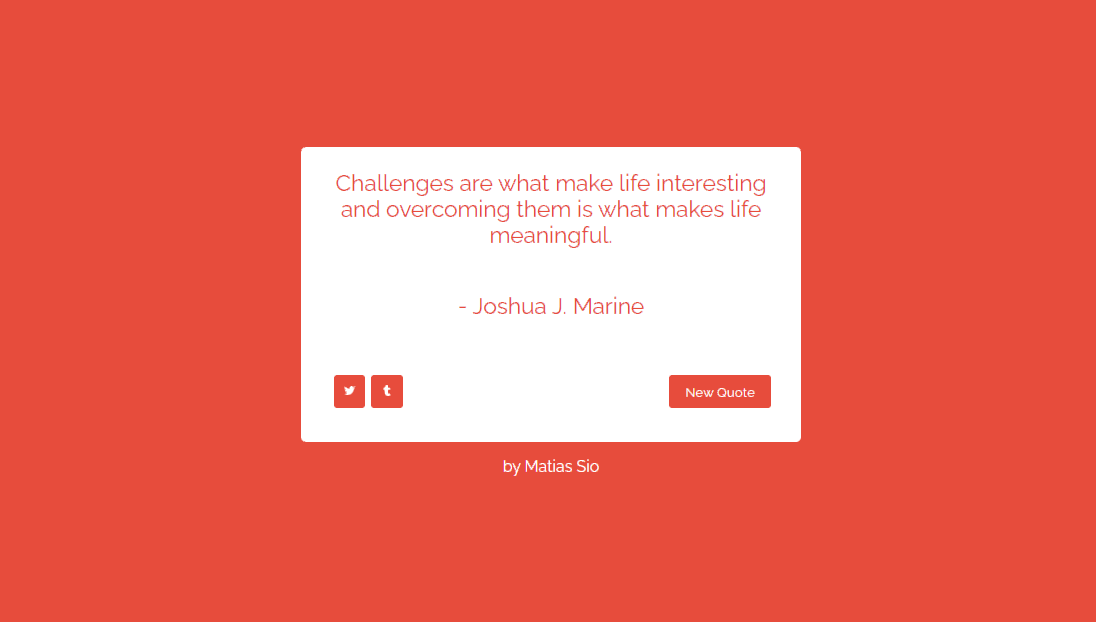 Challenges are what make life interesting
and overcoming them is what makes life
meaningful.
- Joshua J. Marine
New Quote
by Matias Sio